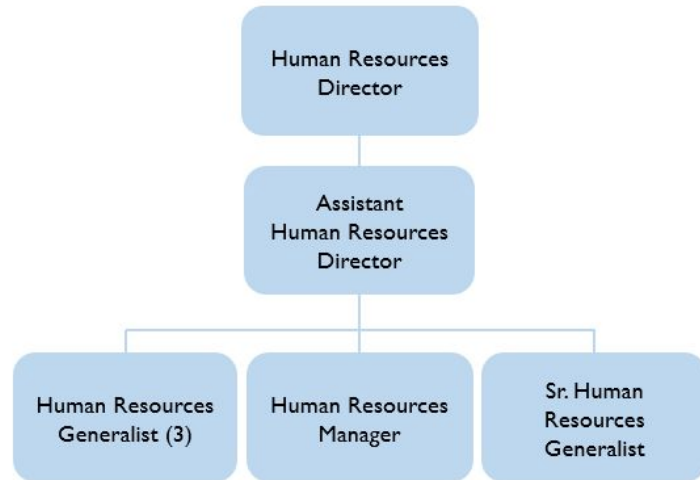 Human Resources
Director
Assistant
Human Resources
Director
Human Resources
Generalist (3)
Human Resources
Manager
Sr. Human
Resources
Generalist